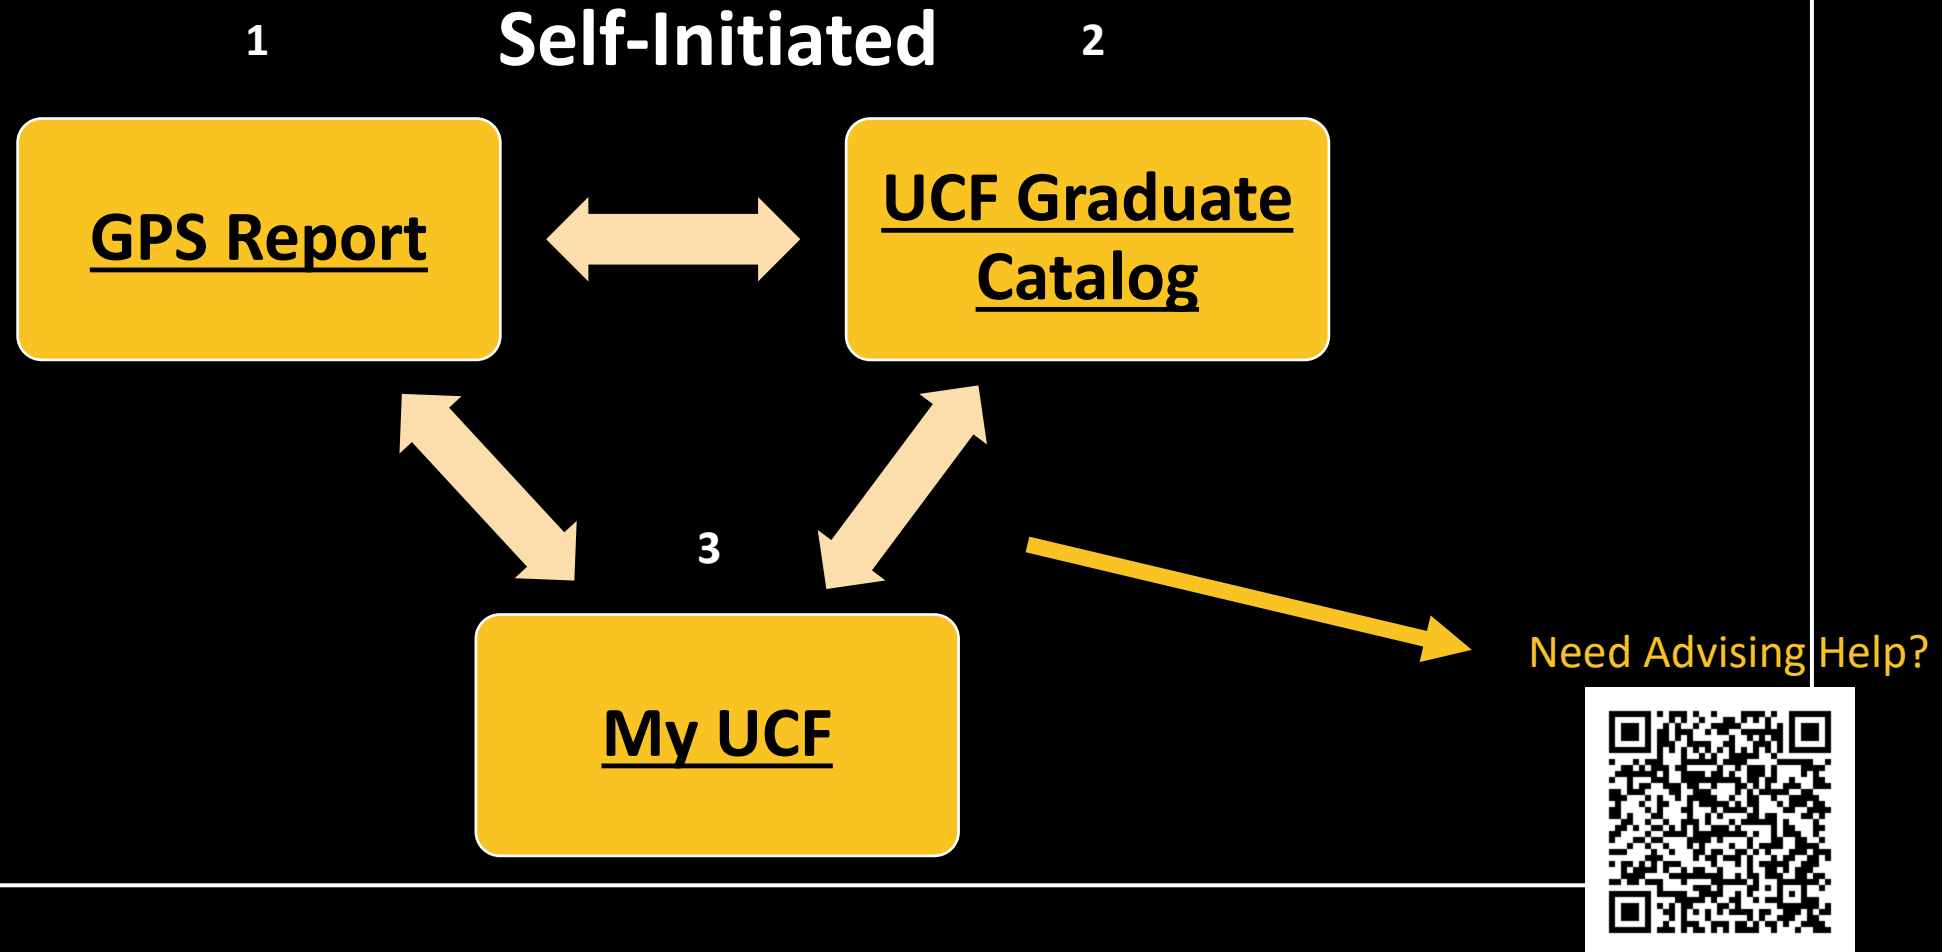 1
Self-Initiated
2
GPS Report
UCF Graduate
Catalog
3
My UCF
Need Advising Help?